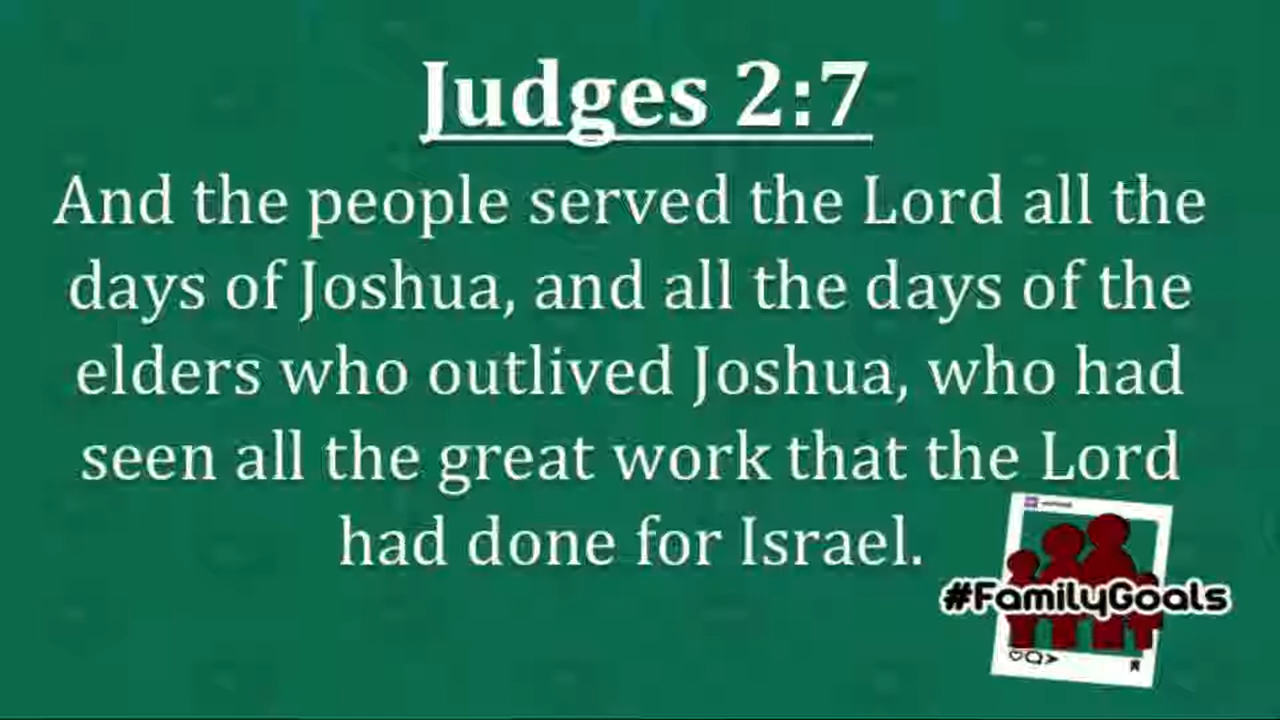 Judges 2:7
And the people served the Lord all the
days of Joshua, and all the days of the
elders who outlived Joshua, who had
seen all the great work that the Lord
had done for Israel.
#FamilyGoals